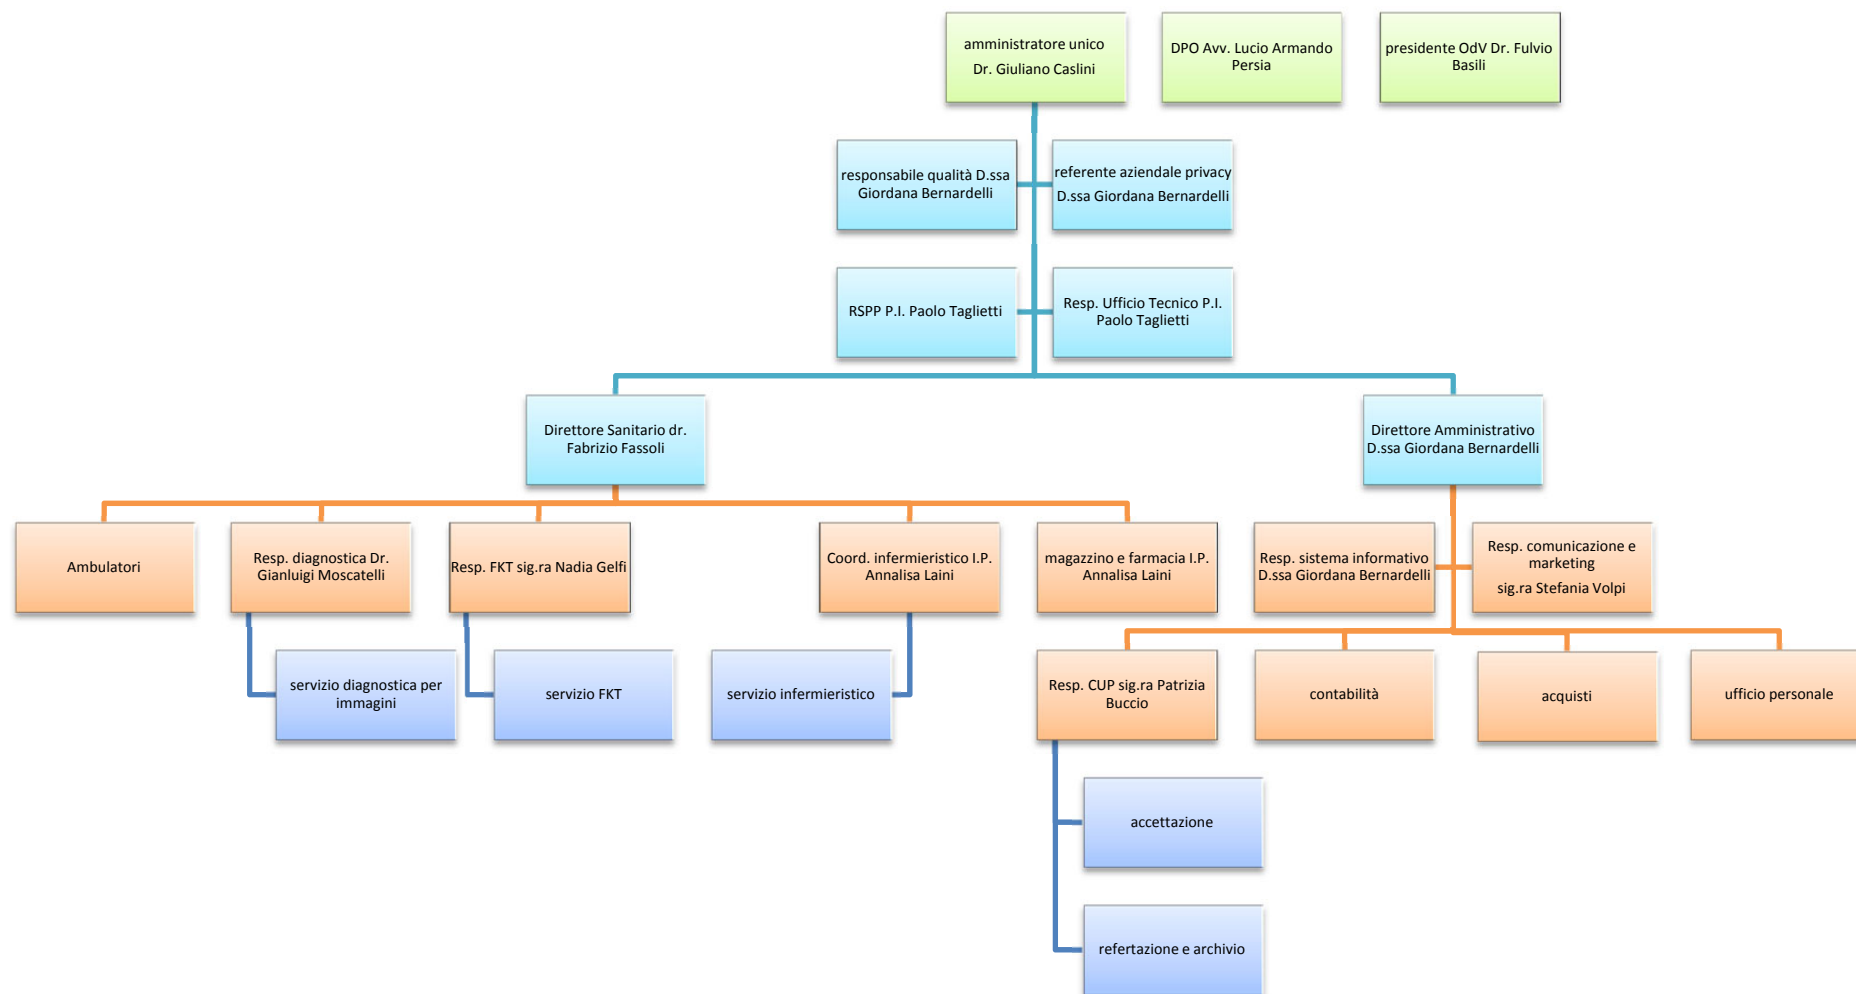 amministratore unico
Dr. Giuliano Caslini
DPO Avv. Lucio Armando
Persia
presidente OdV Dr. Fulvio
Basili
responsabile qualità D.ssa
Giordana Bernardelli
referente aziendale privacy
D.ssa Giordana Bernardelli
RSPP P.I. Paolo Taglietti
Resp. Ufficio Tecnico P.I.
Paolo Taglietti
Direttore Sanitario dr.
Fabrizio Fassoli
Direttore Amministrativo
D.ssa Giordana Bernardelli
Ambulatori
Resp. diagnostica Dr.
Gianluigi Moscatelli
Resp. FKT sig.ra Nadia Gelfi
Coord. infermieristico I.P.
Annalisa Laini
magazzino e farmacia I.P.
Annalisa Laini
Resp. sistema informativo
D.ssa Giordana Bernardelli
Resp. comunicazione e
marketing
sig.ra Stefania Volpi
servizio diagnostica per
immagini
servizio FKT
servizio infermieristico
Resp. CUP sig.ra Patrizia
Buccio
contabilità
acquisti
ufficio personale
accettazione
refertazione e archivio